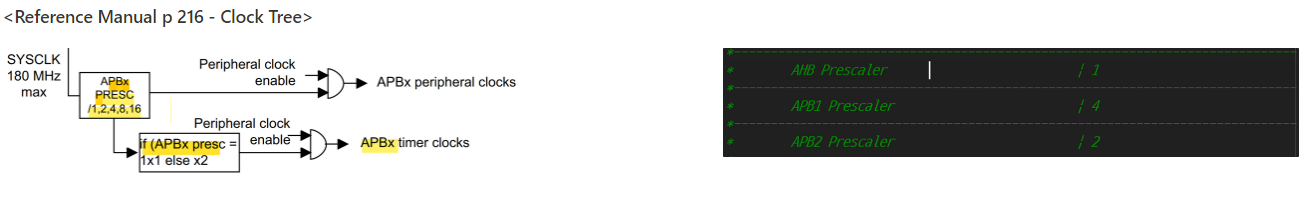 <Reference Manual p 216 - Clock Tree>
SYSCLK
180 MHz
max
APBx
PRESC
/1,2,4,8,16
Peripheral clock
enable
APBx peripheral clocks
if (APBx presc =
1x1 else x2
Peripheral clock
enable
APBx timer clocks
*-----------------------------------------------------------------------------
* AHB Prescaler | 1
*-----------------------------------------------------------------------------
* APB1 Prescaler | 4
*-----------------------------------------------------------------------------
* APB2 Prescaler | 2